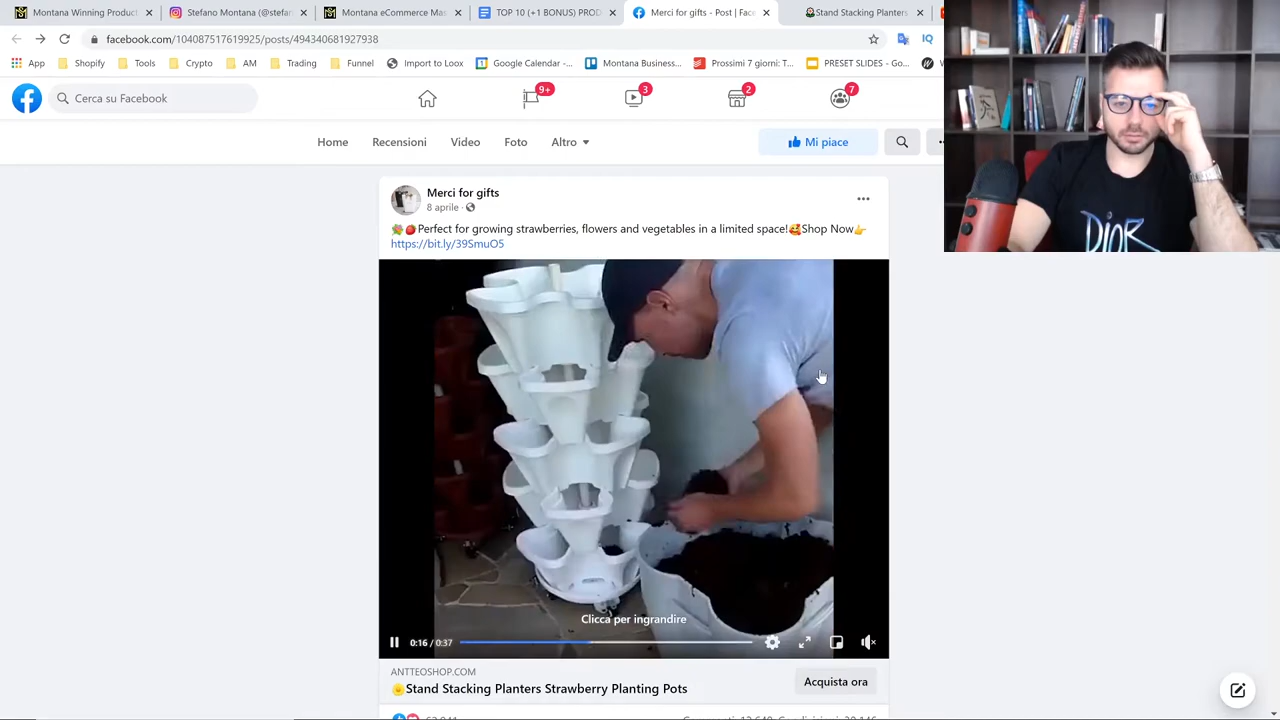 Montana Winning Product
Stefano Montana (@stefan
Montana eCommerce Mas
TOP 10 (+1 BONUS) PROD
Merci for gifts - Post | Face
Stand Stacking Planters
facebook.com/104087517615925/posts/494340681927938
App
Shopify
Tools
Crypto
AM
Trading
Funnel
Import to Loox
Google Calendar -...
Montana Business...
Prossimi 7 giorni: T...
PRESET SLIDES - Go...
W
Cerca su Facebook
9+
3
2
7
Home
Recensioni
Video
Foto
Altro
Mi piace
Merci for gifts
8 aprile ·
Perfect for growing strawberries, flowers and vegetables in a limited space!🥰Shop Now👉
https://bit.ly/39SmuO5
DIOR
Clicca per ingrandire
0:16 / 0:37
ANTTEOSHOP.COM
🌼Stand Stacking Planters Strawberry Planting Pots
Acquista ora